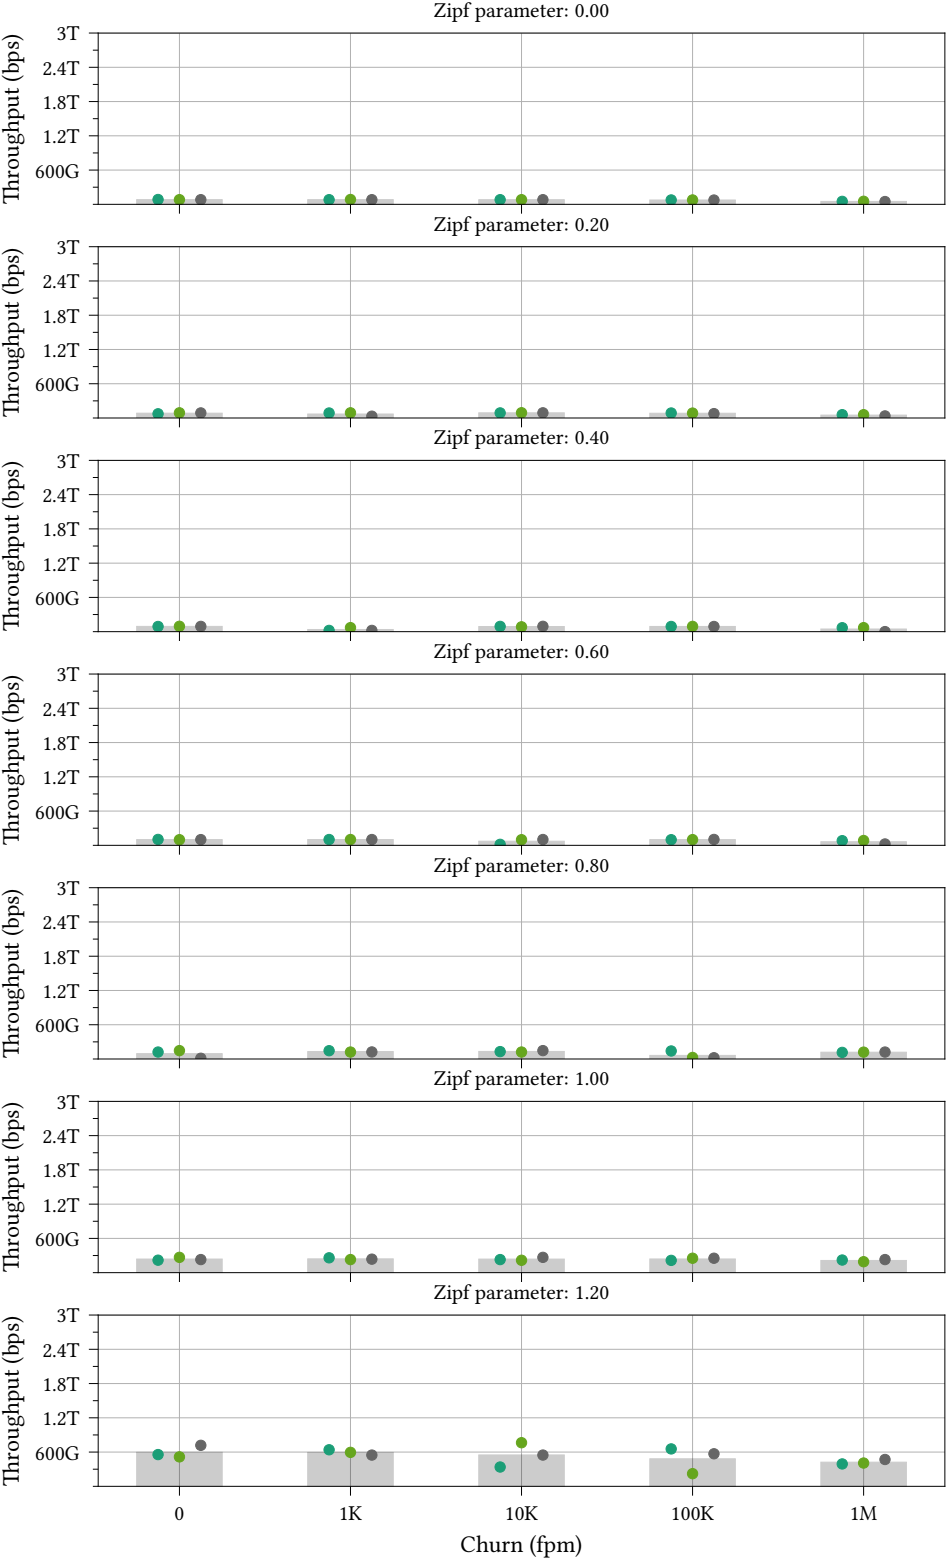 Zipf parameter: 0.00
Throughput (bps)
3T
2.4T
1.8T
1.2T
600G
Zipf parameter: 0.20
Throughput (bps)
3T
2.4T
1.8T
1.2T
600G
Zipf parameter: 0.40
Throughput (bps)
3T
2.4T
1.8T
1.2T
600G
Zipf parameter: 0.60
Throughput (bps)
3T
2.4T
1.8T
1.2T
600G
Zipf parameter: 0.80
Throughput (bps)
3T
2.4T
1.8T
1.2T
600G
Zipf parameter: 1.00
Throughput (bps)
3T
2.4T
1.8T
1.2T
600G
Zipf parameter: 1.20
Throughput (bps)
3T
2.4T
1.8T
1.2T
600G
0 1K 10K 100K 1M
Churn (fpm)